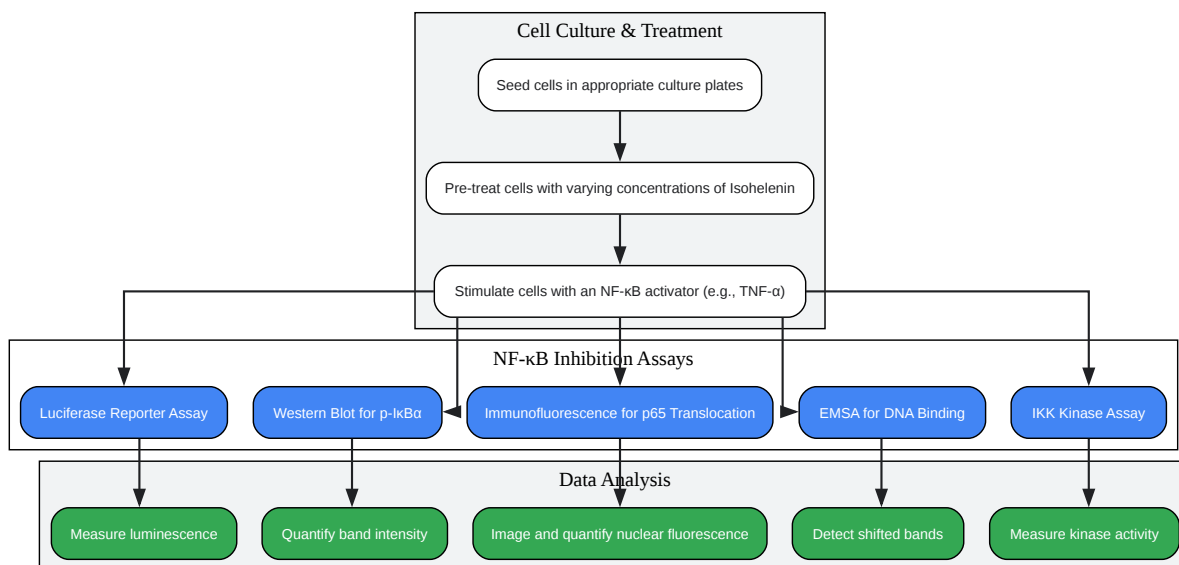 Cell Culture & Treatment
Seed cells in appropriate culture plates
Pre-treat cells with varying concentrations of Isohelenin
Stimulate cells with an NF-κB activator (e.g., TNF-α)
NF-κB Inhibition Assays
Luciferase Reporter Assay
Western Blot for p-IκBα
Immunofluorescence for p65 Translocation
EMSA for DNA Binding
IKK Kinase Assay
Data Analysis
Measure luminescence
Quantify band intensity
Image and quantify nuclear fluorescence
Detect shifted bands
Measure kinase activity